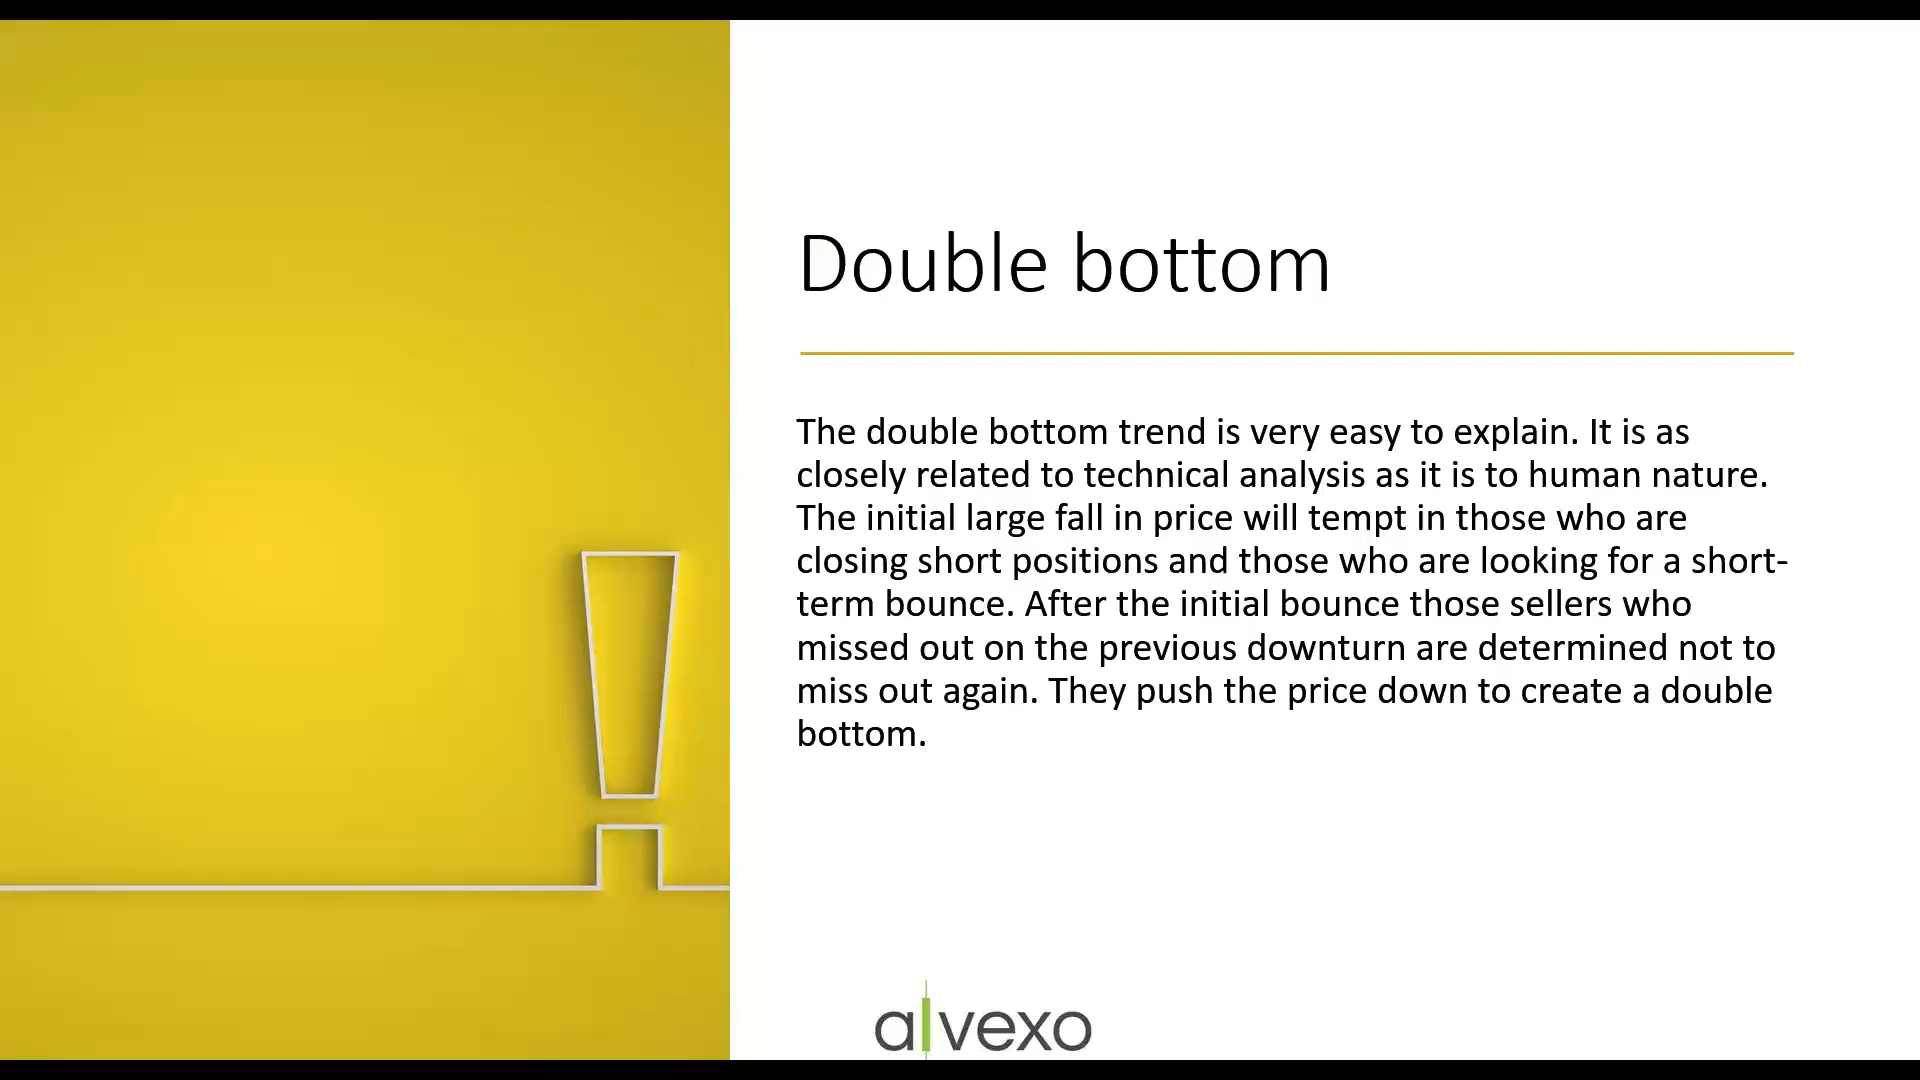 Double bottom
The double bottom trend is very easy to explain. It is as
closely related to technical analysis as it is to human nature.
The initial large fall in price will tempt in those who are
closing short positions and those who are looking for a short-
term bounce. After the initial bounce those sellers who
missed out on the previous downturn are determined not to
miss out again. They push the price down to create a double
bottom.
alvexo